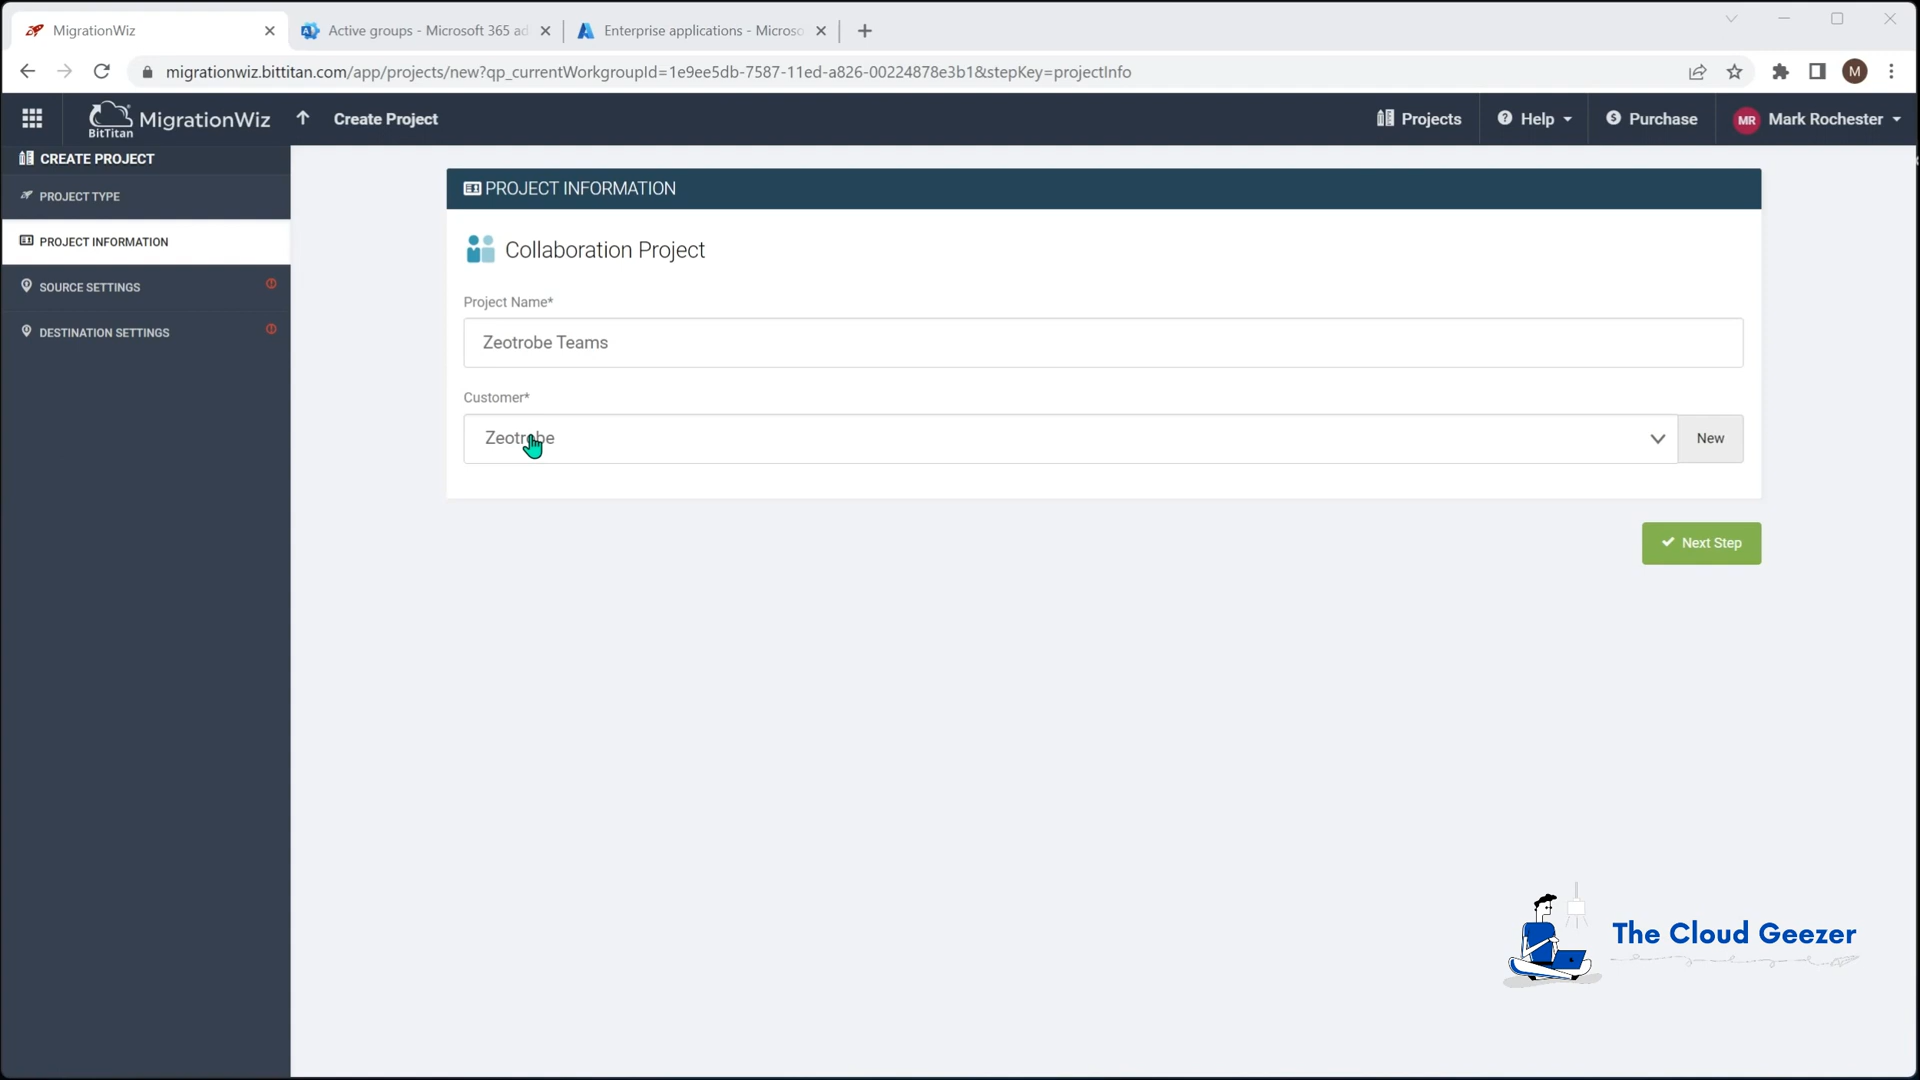 MigrationWiz
Active groups - Microsoft 365 ad
Enterprise applications - Microso
migrationwiz.bittitan.com/app/projects/new?qp_currentWorkgroupId=1e9ee5db-7587-11ed-a826-00224878e3b1&stepKey=projectInfo
M
BitTitan
MigrationWiz
Create Project
Projects
Help
Purchase
MR
Mark Rochester
CREATE PROJECT
PROJECT TYPE
PROJECT INFORMATION
SOURCE SETTINGS
DESTINATION SETTINGS
PROJECT INFORMATION
Collaboration Project
Project Name*
Zeotrobe Teams
Customer*
Zeotrobe
New
Next Step
The Cloud Geezer